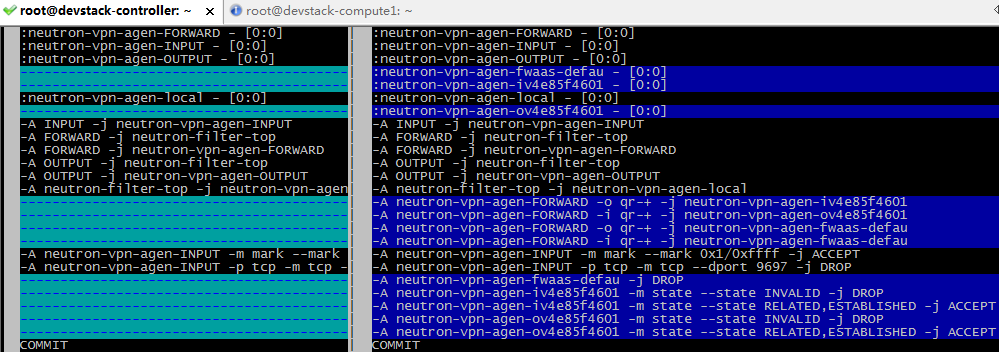 root@devstack-controller: ~ ×
root@devstack-compute1: ~
:neutron-vpn-agen-FORWARD - [0:0]
:neutron-vpn-agen-INPUT - [0:0]
:neutron-vpn-agen-OUTPUT - [0:0]
:neutron-vpn-agen-local - [0:0]
-A INPUT -j neutron-vpn-agen-INPUT
-A FORWARD -j neutron-filter-top
-A FORWARD -j neutron-vpn-agen-FORWARD
-A OUTPUT -j neutron-filter-top
-A OUTPUT -j neutron-vpn-agen-OUTPUT
-A neutron-filter-top -j neutron-vpn-agen
-A neutron-vpn-agen-INPUT -m mark --mark
-A neutron-vpn-agen-INPUT -p tcp -m tcp -
COMMIT
:neutron-vpn-agen-FORWARD - [0:0]
:neutron-vpn-agen-INPUT - [0:0]
:neutron-vpn-agen-OUTPUT - [0:0]
:neutron-vpn-agen-fwaas-defau - [0:0]
:neutron-vpn-agen-iv4e85f4601 - [0:0]
:neutron-vpn-agen-local - [0:0]
:neutron-vpn-agen-ov4e85f4601 - [0:0]
-A INPUT -j neutron-vpn-agen-INPUT
-A FORWARD -j neutron-filter-top
-A FORWARD -j neutron-vpn-agen-FORWARD
-A OUTPUT -j neutron-filter-top
-A OUTPUT -j neutron-vpn-agen-OUTPUT
-A neutron-filter-top -j neutron-vpn-agen-local
-A neutron-vpn-agen-FORWARD -o qr-+ -j neutron-vpn-agen-iv4e85f4601
-A neutron-vpn-agen-FORWARD -i qr-+ -j neutron-vpn-agen-ov4e85f4601
-A neutron-vpn-agen-FORWARD -o qr-+ -j neutron-vpn-agen-fwaas-defau
-A neutron-vpn-agen-FORWARD -i qr-+ -j neutron-vpn-agen-fwaas-defau
-A neutron-vpn-agen-INPUT -m mark --mark 0x1/0xffff -j ACCEPT
-A neutron-vpn-agen-INPUT -p tcp -m tcp --dport 9697 -j DROP
-A neutron-vpn-agen-fwaas-defau -j DROP
-A neutron-vpn-agen-iv4e85f4601 -m state --state INVALID -j DROP
-A neutron-vpn-agen-iv4e85f4601 -m state --state RELATED,ESTABLISHED -j ACCEPT
-A neutron-vpn-agen-ov4e85f4601 -m state --state INVALID -j DROP
-A neutron-vpn-agen-ov4e85f4601 -m state --state RELATED,ESTABLISHED -j ACCEPT
COMMIT